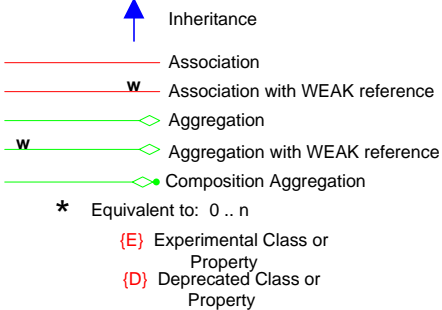 Inheritance
Association
w Association with WEAK reference
Aggregation
w Aggregation with WEAK reference
Composition Aggregation
* Equivalent to: 0 .. n
{E} Experimental Class or
Property
{D} Deprecated Class or
Property